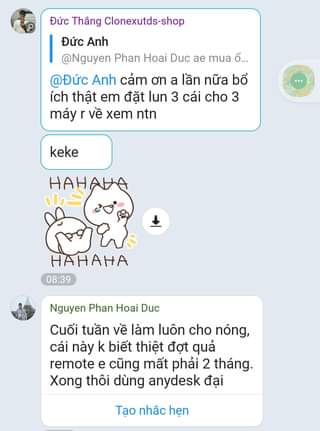 Đức Thắng Clonexutds-shop
Đức Anh
@Nguyen Phan Hoai Duc ae mua ố...
@Đức Anh cảm ơn a lần nữa bổ
ích thật em đặt lun 3 cái cho 3
máy r về xem ntn
keke
HAHAHA
HAHAHA
08:39
Nguyen Phan Hoai Duc
Cuối tuần về làm luôn cho nóng,
cái này k biết thiệt đợt quả
remote e cũng mất phải 2 tháng.
Xong thôi dùng anydesk đại
Tạo nhắc hẹn